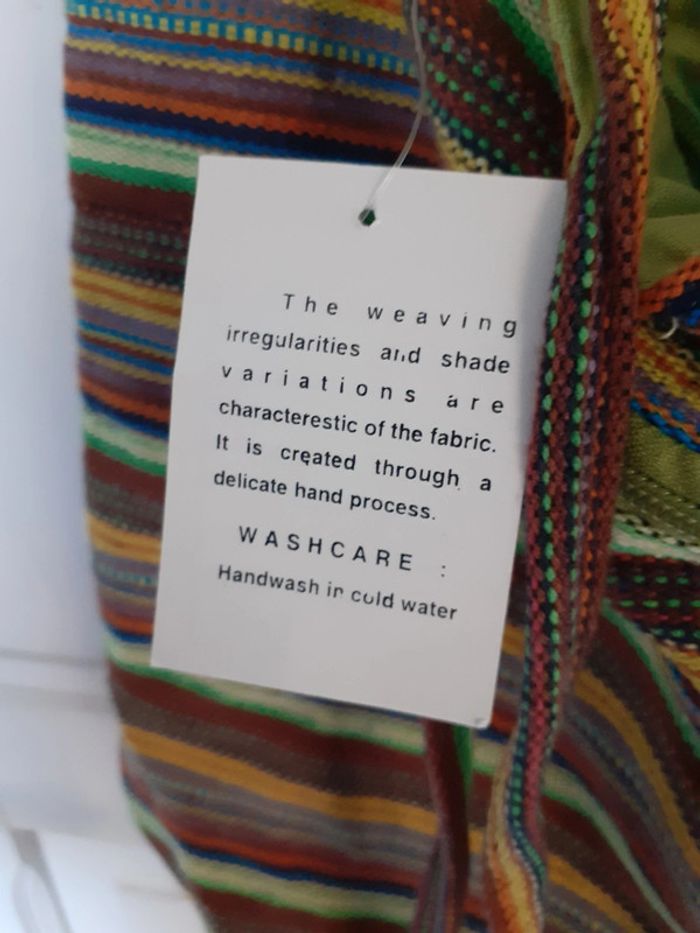 The weaving
irregularities and shade
variations are
characterestic of the fabric.
It is created through a
delicate hand process.
WASHCARE :
Handwash in cold water